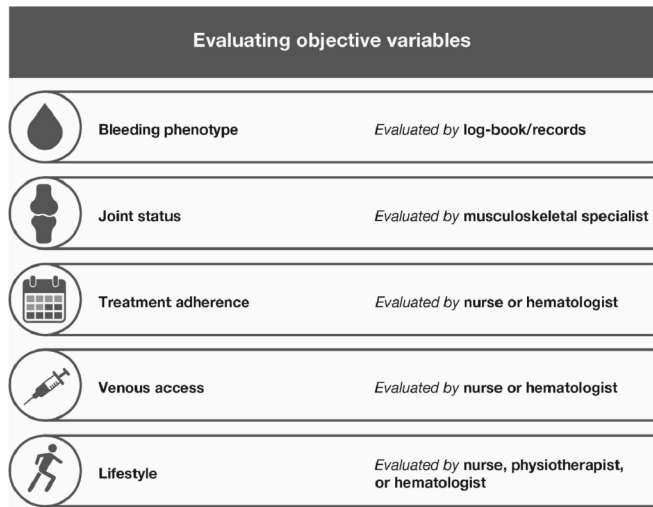 Evaluating objective variables
Bleeding phenotype
Evaluated by log-book/records
Joint status
Evaluated by musculoskeletal specialist
Treatment adherence
Evaluated by nurse or hematologist
Venous access
Evaluated by nurse or hematologist
Lifestyle
Evaluated by nurse, physiotherapist,
or hematologist